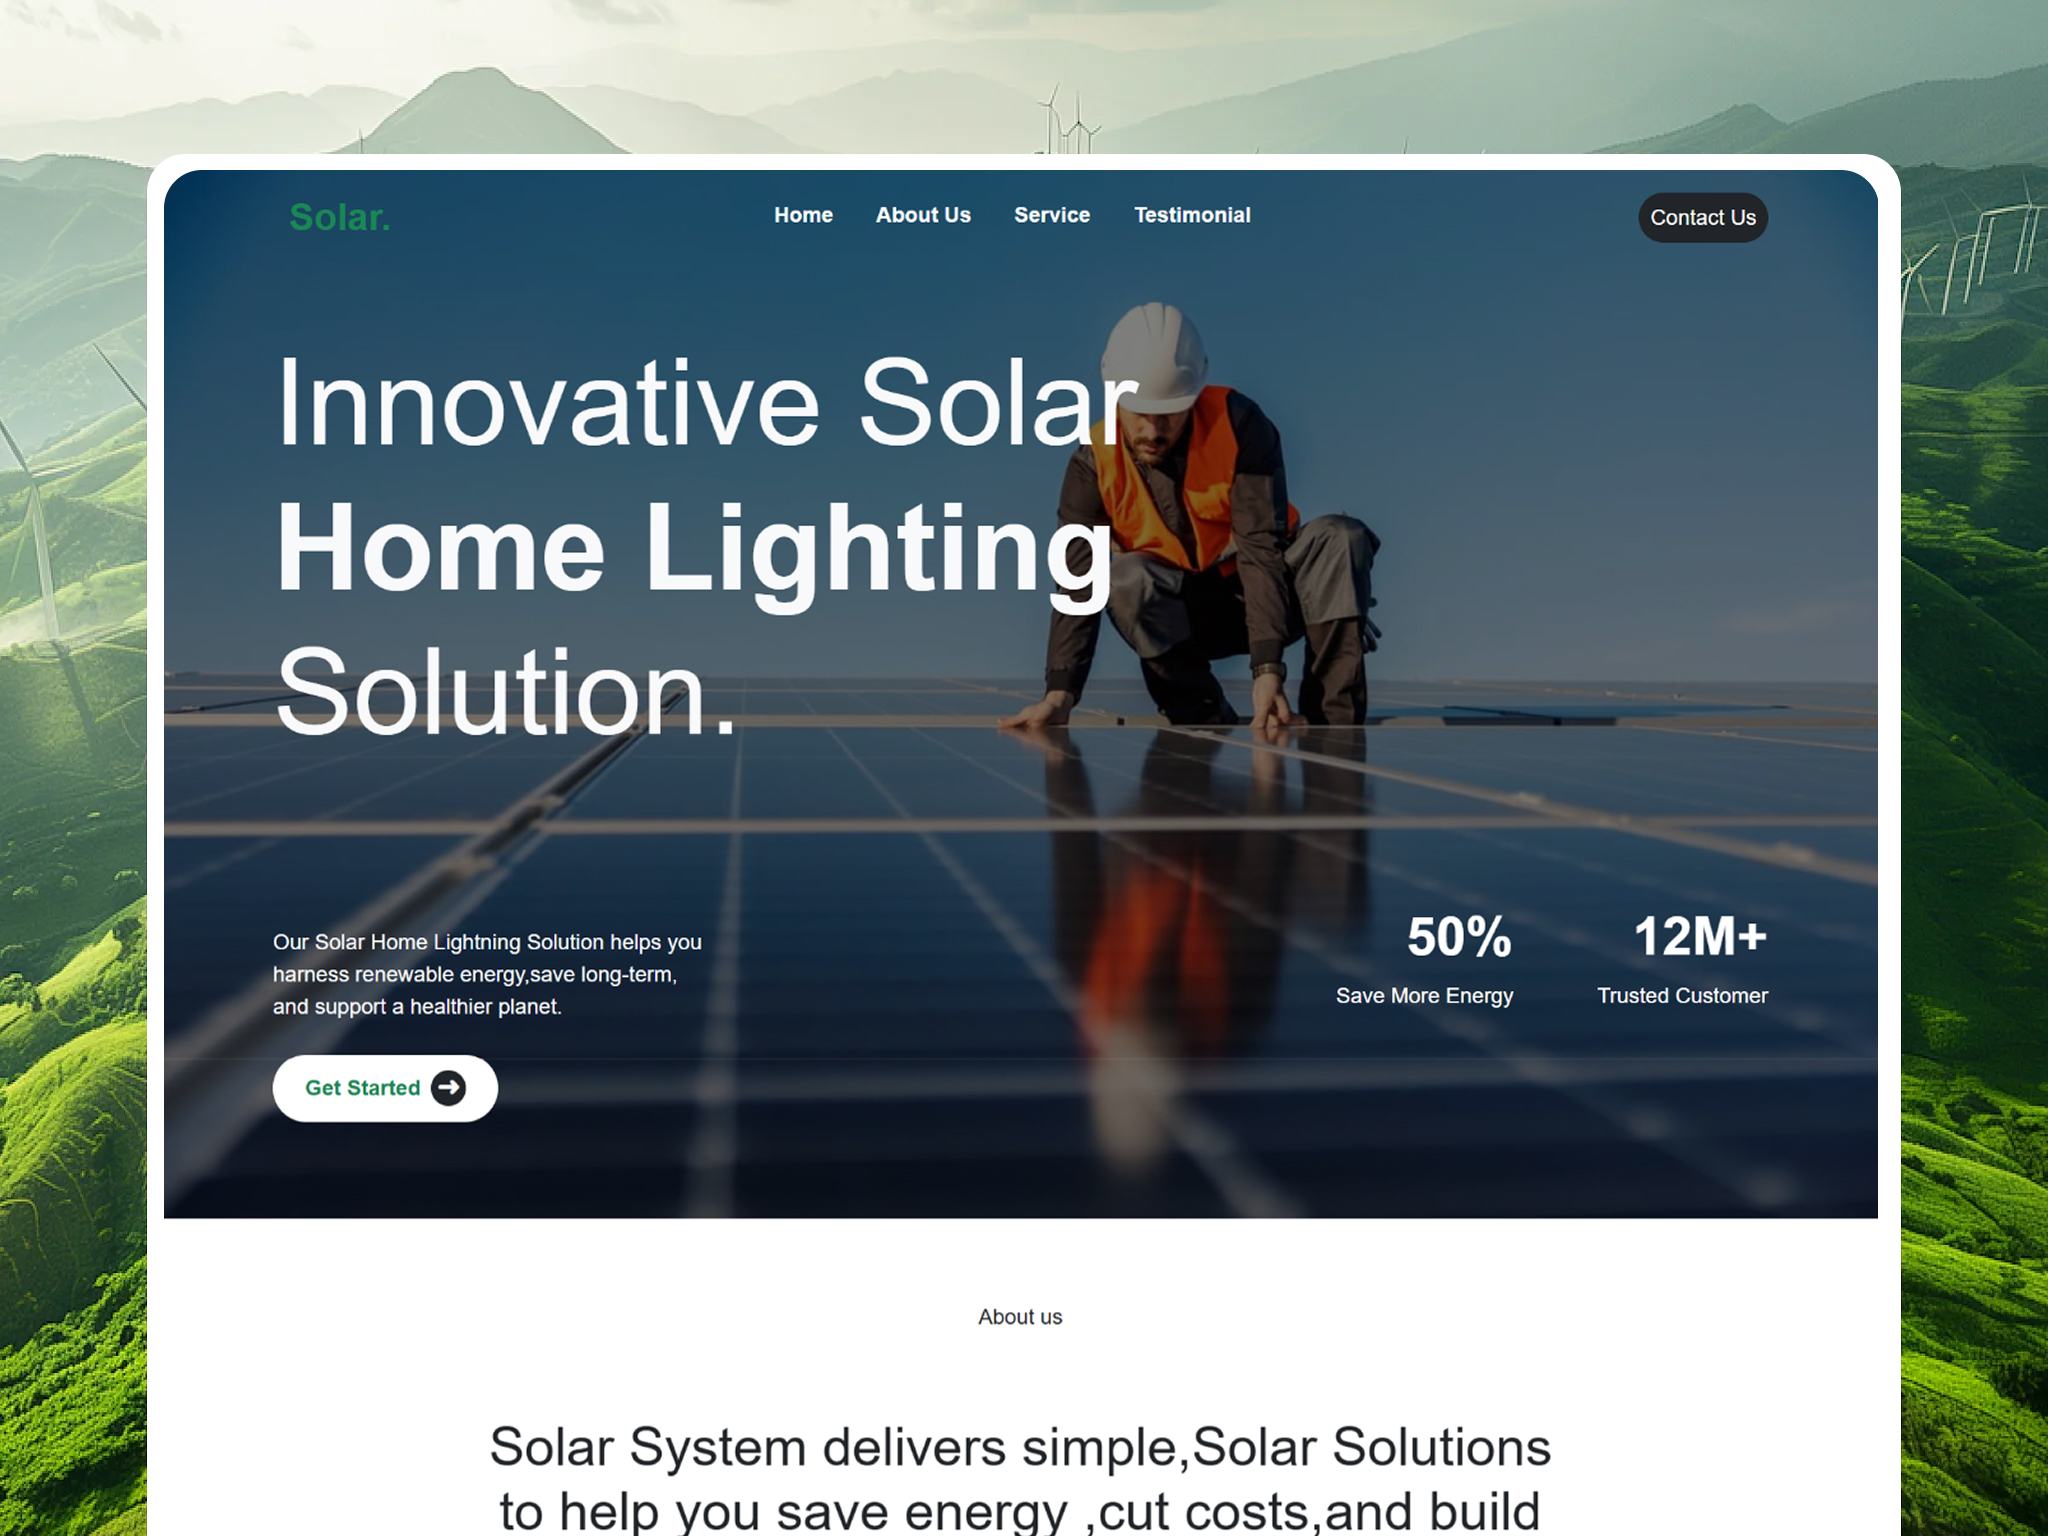 Solar.
Home About Us Service Testimonial
Contact Us
Innovative Solar
Home Lighting
Solution.
Our Solar Home Lightning Solution helps you
harness renewable energy,save long-term,
and support a healthier planet.
Get Started
50%
Save More Energy
12M+
Trusted Customer
About us
Solar System delivers simple,Solar Solutions
to help you save energy ,cut costs,and build